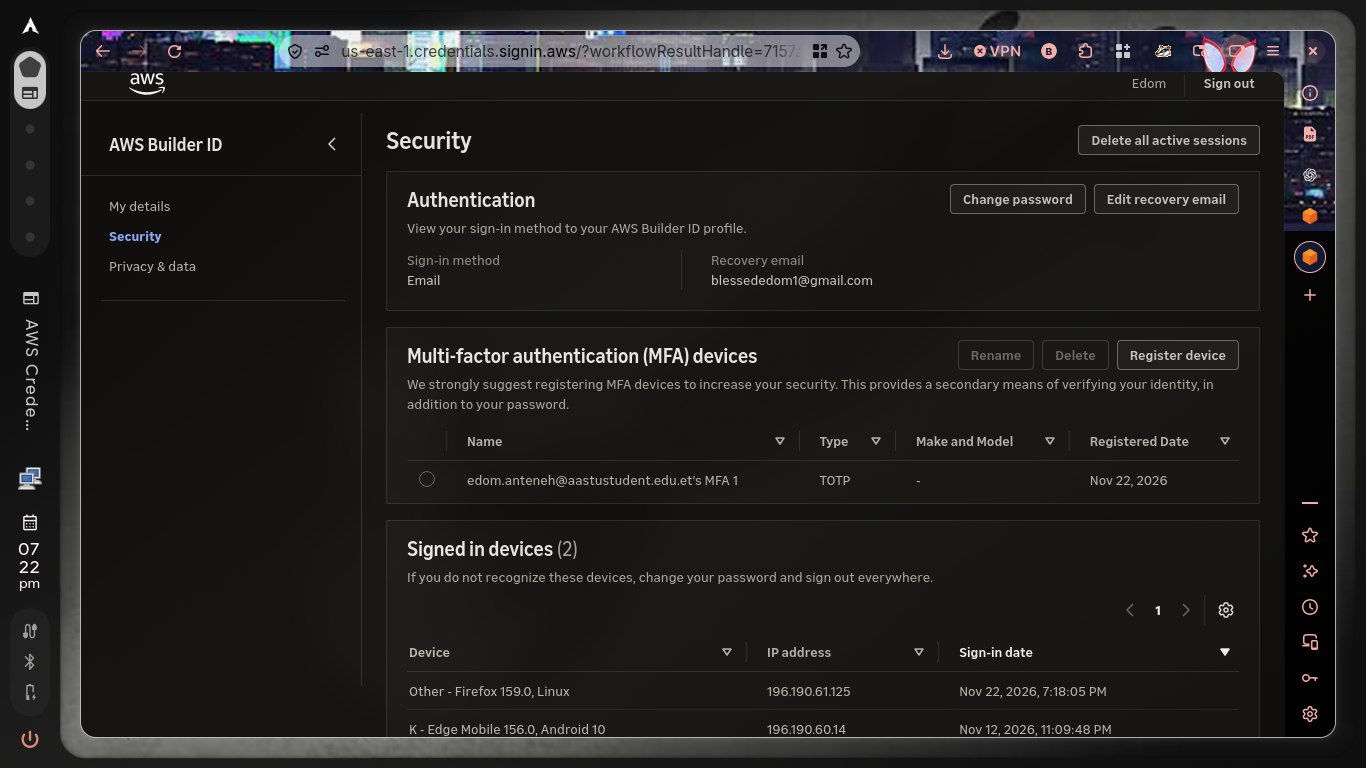 us-east-1.credentials.signin.aws/?workflowResultHandle=7157
VPN
aws
Edom
Sign out
AWS Builder ID
My details
Security
Privacy & data
Security
Delete all active sessions
Authentication
Change password
Edit recovery email
View your sign-in method to your AWS Builder ID profile.
Sign-in method
Recovery email
Email
blessededom1@gmail.com
Multi-factor authentication (MFA) devices
Rename
Delete
Register device
We strongly suggest registering MFA devices to increase your security. This provides a secondary means of verifying your identity, in
addition to your password.
Name
Type
Make and Model
Registered Date
edom.anteneh@aastustudent.edu.et's MFA 1
TOTP
-
Nov 22, 2026
Signed in devices (2)
If you do not recognize these devices, change your password and sign out everywhere.
1
Device
IP address
Sign-in date
Other - Firefox 159.0, Linux
196.190.61.125
Nov 22, 2026, 7:18:05 PM
K - Edge Mobile 156.0, Android 10
196.190.60.14
Nov 12, 2026, 11:09:48 PM
AWS Crede...
07
22
pm